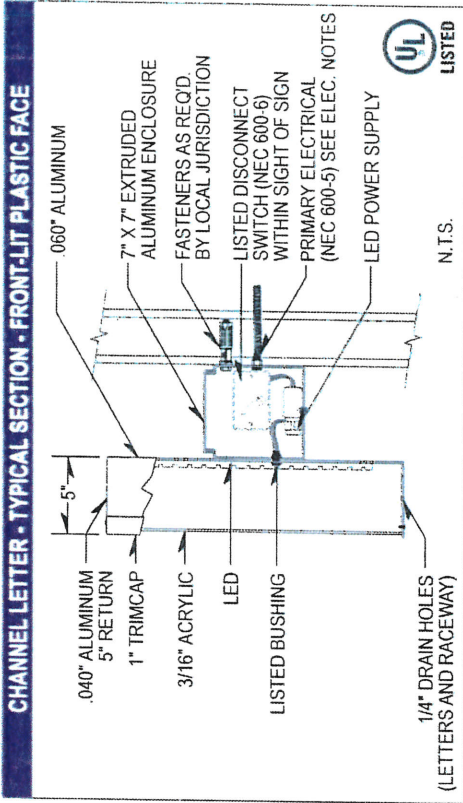 CHANNEL LETTER - TYPICAL SECTION - FRONT-LIT PLASTIC FACE
5"
.040" ALUMINUM
5" RETURN
1" TRIMCAP
3/16" ACRYLIC
LED
LISTED BUSHING
1/4" DRAIN HOLES
(LETTERS AND RACEWAY)
.060" ALUMINUM
7" X 7" EXTRUDED
ALUMINUM ENCLOSURE
FASTENERS AS REQ'D.
BY LOCAL JURISDICTION
LISTED DISCONNECT
SWITCH (NEC 600-6)
WITHIN SIGHT OF SIGN
PRIMARY ELECTRICAL
(NEC 600-5) SEE ELEC. NOTES
LED POWER SUPPLY
N.T.S.
UL
LISTED